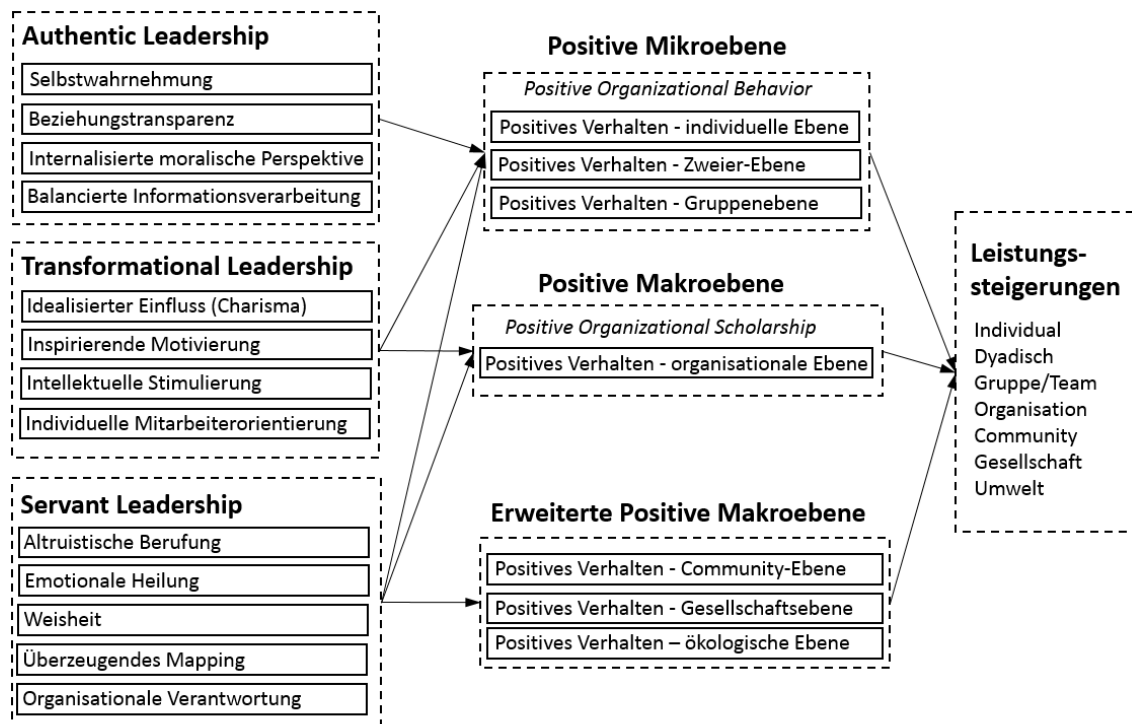 Authentic Leadership
Selbstwahrnehmung
Beziehungstransparenz
Internalisierte moralische Perspektive
Balancierte Informationsverarbeitung
Transformational Leadership
Idealisierter Einfluss (Charisma)
Inspirierende Motivierung
Intellektuelle Stimulierung
Individuelle Mitarbeiterorientierung
Servant Leadership
Altruistische Berufung
Emotionale Heilung
Weisheit
Überzeugendes Mapping
Organisationale Verantwortung
Positive Mikroebene
Positive Organizational Behavior
Positives Verhalten - individuelle Ebene
Positives Verhalten - Zweier-Ebene
Positives Verhalten - Gruppenebene
Positive Makroebene
Positive Organizational Scholarship
Positives Verhalten - organisationale Ebene
Erweiterte Positive Makroebene
Positives Verhalten - Community-Ebene
Positives Verhalten - Gesellschaftsebene
Positives Verhalten – ökologische Ebene
Leistungs-
steigerungen
Individual
Dyadisch
Gruppe/Team
Organisation
Community
Gesellschaft
Umwelt